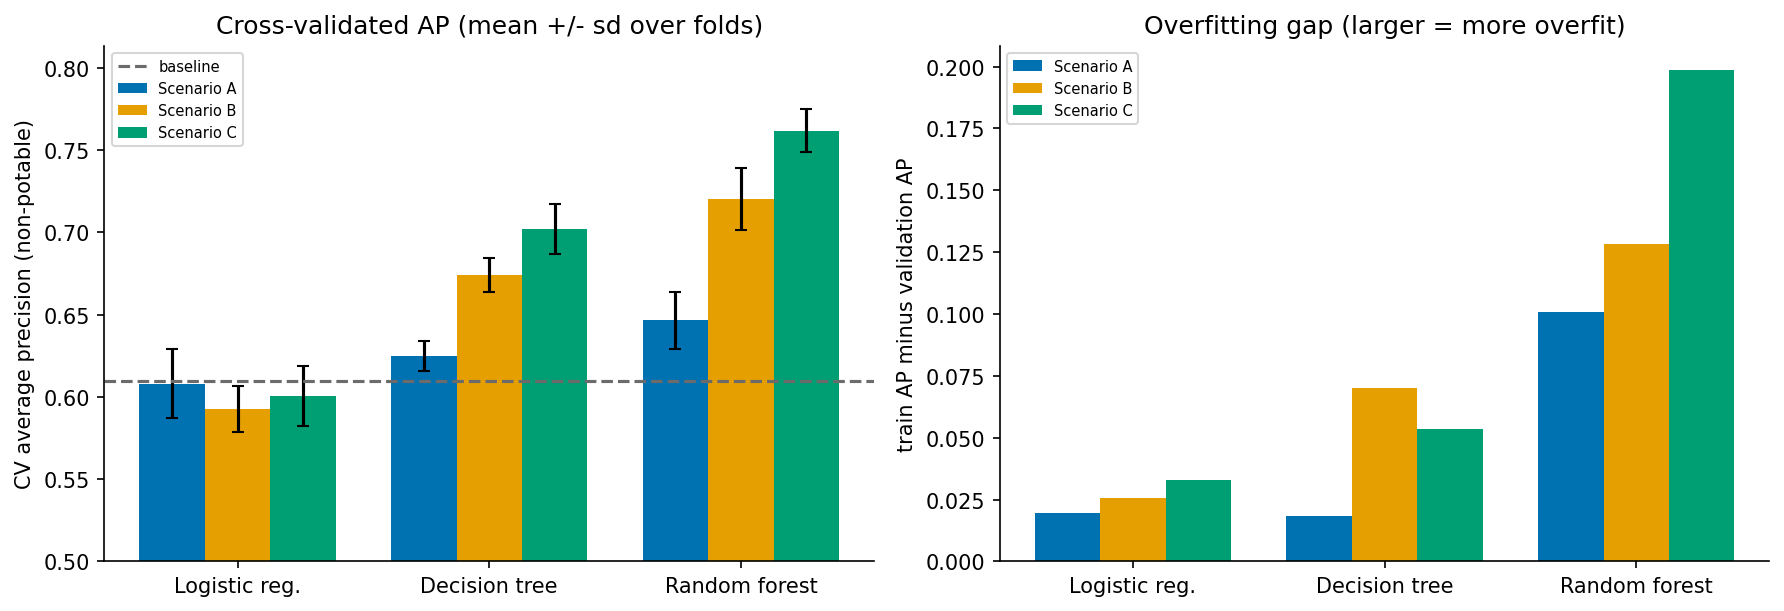 Cross-validated AP (mean +/- sd over folds)
CV average precision (non-potable)
0.80
0.75
0.70
0.65
0.60
0.55
0.50
baseline
Scenario A
Scenario B
Scenario C
Logistic reg.
Decision tree
Random forest
Overfitting gap (larger = more overfit)
train AP minus validation AP
0.200
0.175
0.150
0.125
0.100
0.075
0.050
0.025
0.000
Scenario A
Scenario B
Scenario C
Logistic reg.
Decision tree
Random forest